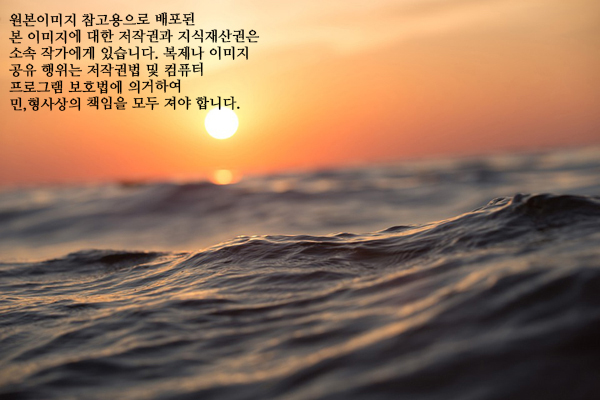 원본이미지 참고용으로 배포된
본 이미지에 대한 저작권과 지식재산권은
소속 작가에게 있습니다. 복제나 이미지
공유 행위는 저작권법 및 컴퓨터
프로그램 보호법에 의거하여
민,형사상의 책임을 모두 져야 합니다.